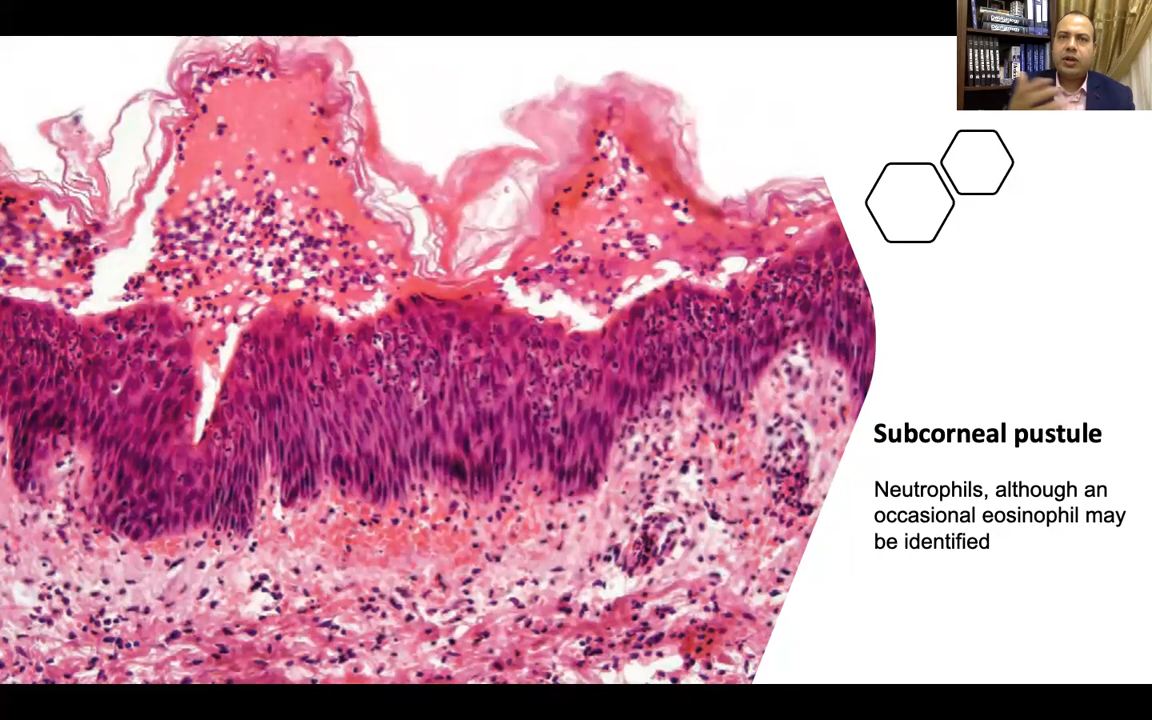 Subcorneal pustule
Neutrophils, although an
occasional eosinophil may
be identified